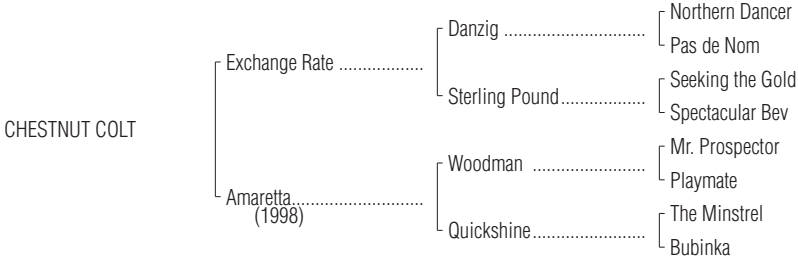 Northern Dancer
Danzig ..............................
Pas de Nom
Exchange Rate ..................
Seeking the Gold
Sterling Pound..................
Spectacular Bev
CHESTNUT COLT
Mr. Prospector
Woodman ........................
Playmate
Amaretta............................
(1998)
The Minstrel
Quickshine........................
Bubinka